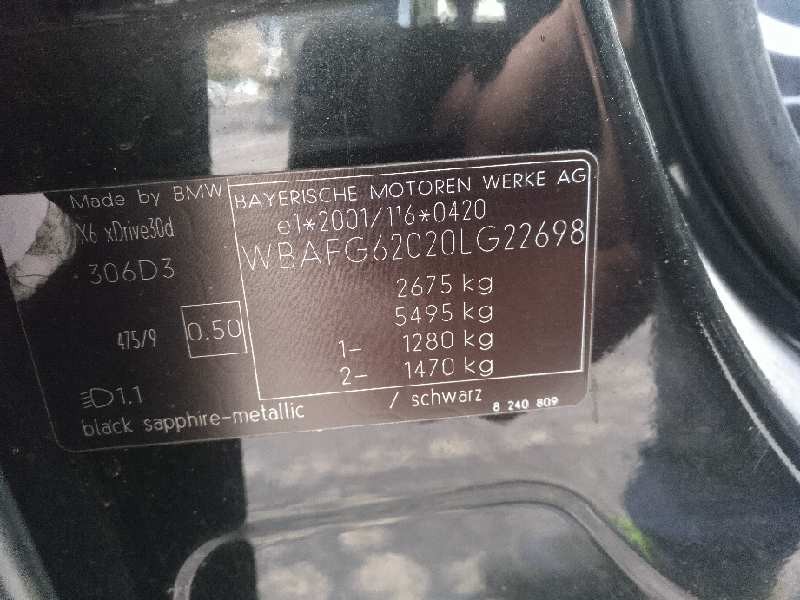 Made by BMW
X6 xDrive30d
306D3
475/9
0.50
1.1
black sapphire-metallic
BAYERISCHE MOTOREN WERKE AG
e1*2001/116*0420
WBAFG62020LG22698
2675 kg
5495 kg
1- 1280 kg
2- 1470 kg
/ schwarz
8 240 809